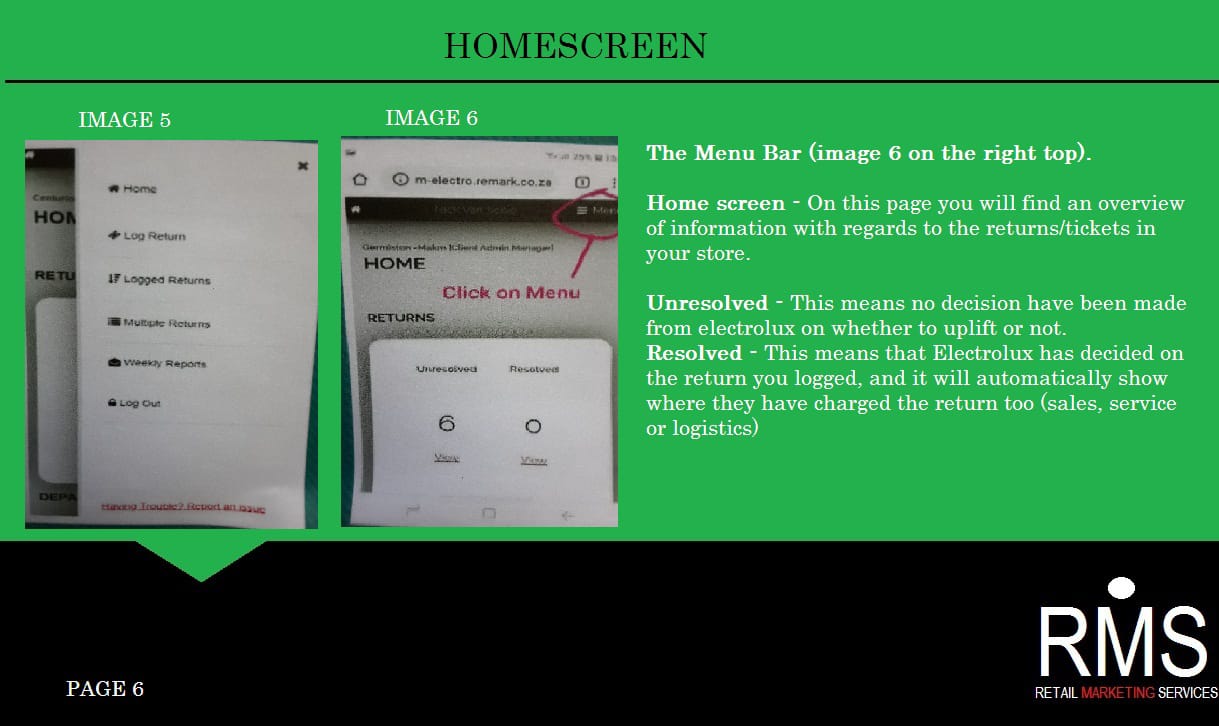 HOMESCREEN
IMAGE 5
IMAGE 6
Centurion
HOM
RETU
DEPA
Home
Log Return
Logged Returns
Multiple Returns
Weekly Reports
Log Out
Having Trouble? Report an Issue
25%
m-electro.remark.co.za
Menu
Germiston - Makro [Client Admin Manager]
HOME
Click on Menu
RETURNS
Unresolved Resolved
6 0
View View
The Menu Bar (image 6 on the right top).
Home screen - On this page you will find an overview
of information with regards to the returns/tickets in
your store.
Unresolved - This means no decision have been made
from electrolux on whether to uplift or not.
Resolved - This means that Electrolux has decided on
the return you logged, and it will automatically show
where they have charged the return too (sales, service
or logistics)
PAGE 6
RMS
RETAIL MARKETING SERVICES